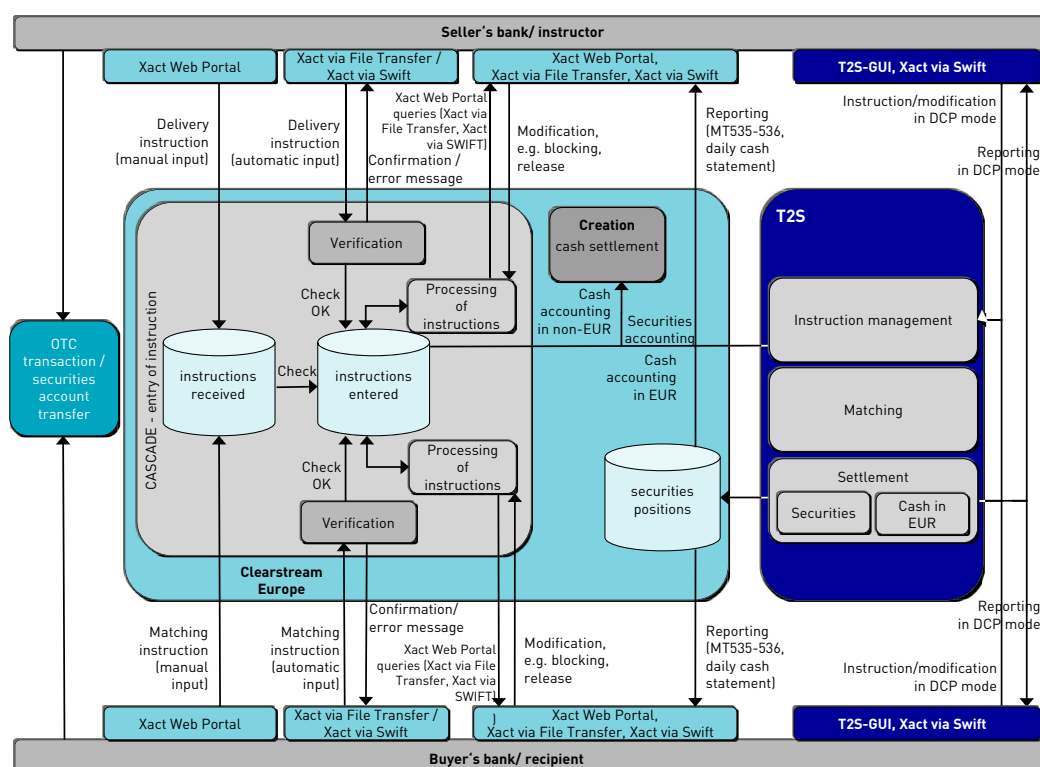 Seller's bank/ instructor
Xact Web Portal
Xact via File Transfer /
Xact via Swift
Xact Web Portal,
Xact via File Transfer, Xact via Swift
T2S-GUI, Xact via Swift
Delivery
instruction
(manual input)
Delivery
instruction
(automatic input)
Confirmation /
error message
Xact Web Portal
queries (Xact via
File Transfer, Xact
via SWIFT)
Modification,
e.g. blocking,
release
Reporting
(MT535-536,
daily cash
statement)
Instruction/modification
in DCP mode
Reporting
in DCP mode
OTC
transaction /
securities
account
transfer
CASCADE - entry of instruction
Verification
Check
OK
Processing
of
instructions
Creation
cash settlement
Cash
accounting
in non-EUR
Securities
accounting
Cash
accounting
in EUR
instructions
received
Check
instructions
entered
Check
OK
Processing
of
instructions
Verification
securities
positions
Clearstream
Europe
T2S
Instruction management
Matching
Settlement
Securities
Cash in
EUR
Matching
instruction
(manual
input)
Matching
instruction
(automatic
input)
Confirmation/
error message
Xact Web Portal
queries (Xact via File
Transfer, Xact via
SWIFT)
Modification,
e.g. blocking,
release
Reporting
(MT535-536,
daily cash
statement)
Reporting
in DCP mode
Instruction/modification
in DCP mode
Xact Web Portal
Xact via File Transfer /
Xact via Swift
)
Xact Web Portal,
Xact via File Transfer, Xact via Swift
T2S-GUI, Xact via Swift
Buyer's bank/ recipient